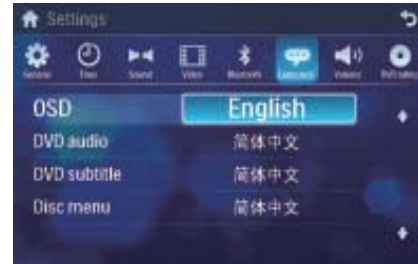 Settings
General
Time
Sound
Video
Bluetooth
Language
Volume
OSD English
DVD audio 简体中文
DVD subtitle 简体中文
Disc menu 简体中文